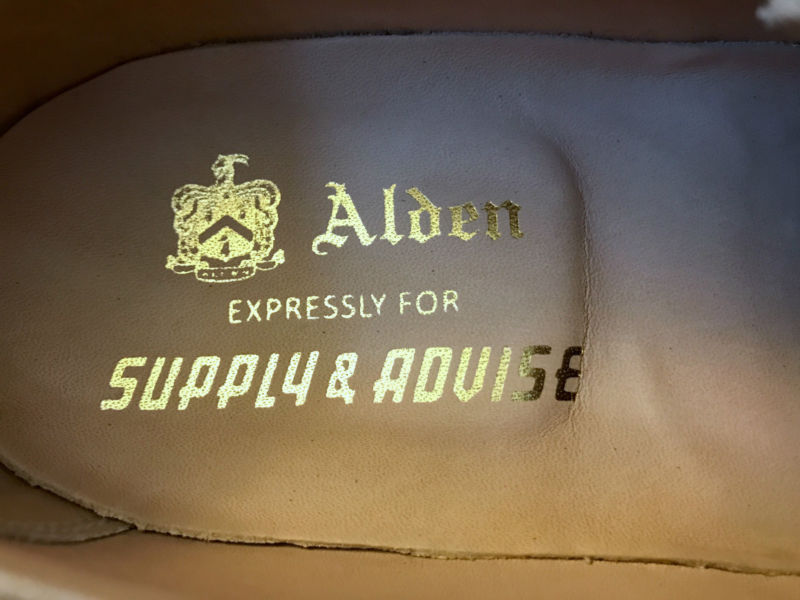 Alden
EXPRESSLY FOR
SUPPLY & ADVISE